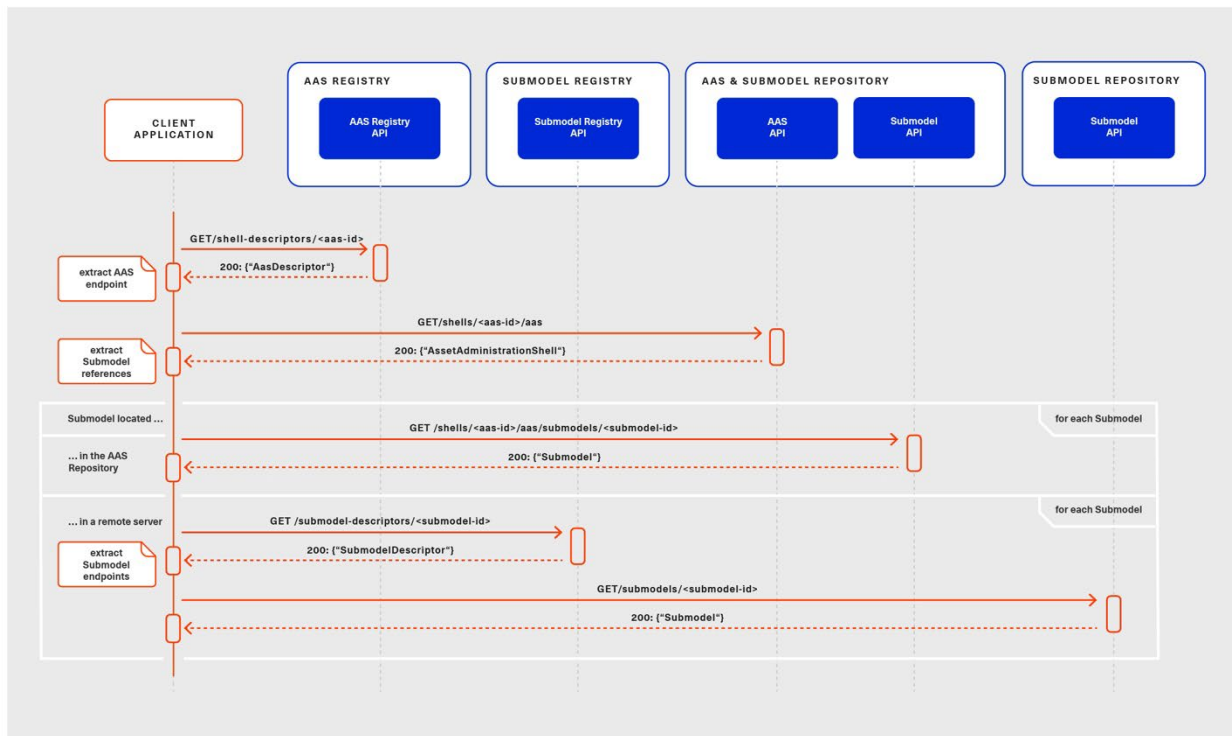 AAS REGISTRY
SUBMODEL REGISTRY
AAS & SUBMODEL REPOSITORY
SUBMODEL REPOSITORY
CLIENT
APPLICATION
AAS Registry
API
Submodel Registry
API
AAS
API
Submodel
API
Submodel
API
GET/shell-descriptors/<aas-id>
200: {"AasDescriptor"}
extract AAS
endpoint
GET/shells/<aas-id>/aas
200: {"AssetAdministrationShell"}
extract
Submodel
references
Submodel located ...
for each Submodel
GET /shells/<aas-id>/aas/submodels/<submodel-id>
... in the AAS
Repository
200: {"Submodel"}
... in a remote server
for each Submodel
GET /submodel-descriptors/<submodel-id>
200: {"SubmodelDescriptor"}
extract
Submodel
endpoints
GET/submodels/<submodel-id>
200: {"Submodel"}